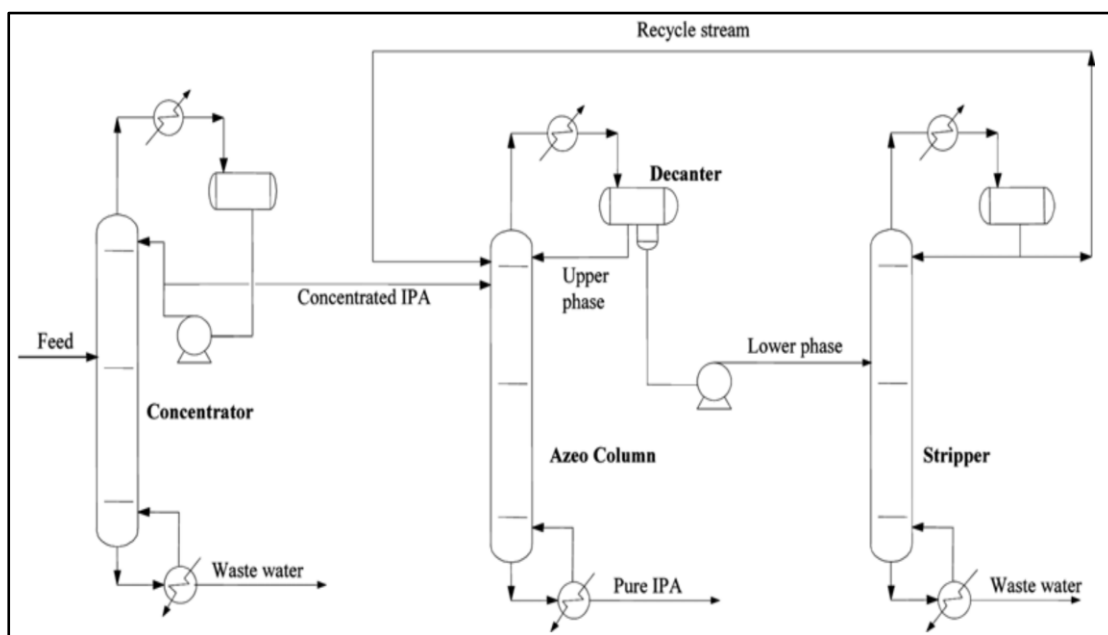 Recycle stream
Decanter
Upper
phase
Concentrated IPA
Feed
Lower phase
Concentrator
Azeo Column
Stripper
Waste water
Pure IPA
Waste water